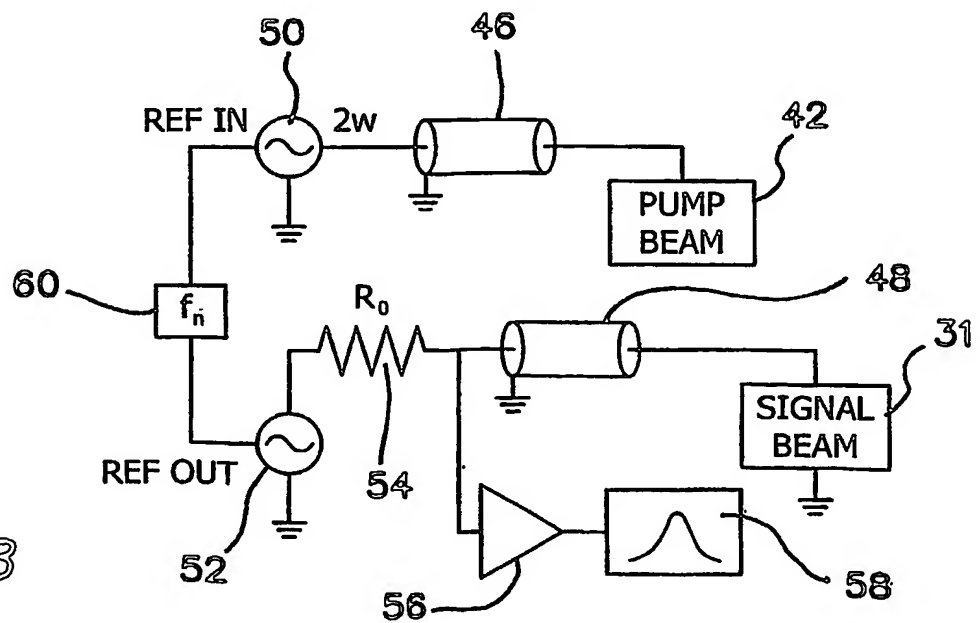 50
46
REF IN
2w
42
PUMP
BEAM
60
fn
R0
48
31
SIGNAL
BEAM
REF OUT
54
52
56
58